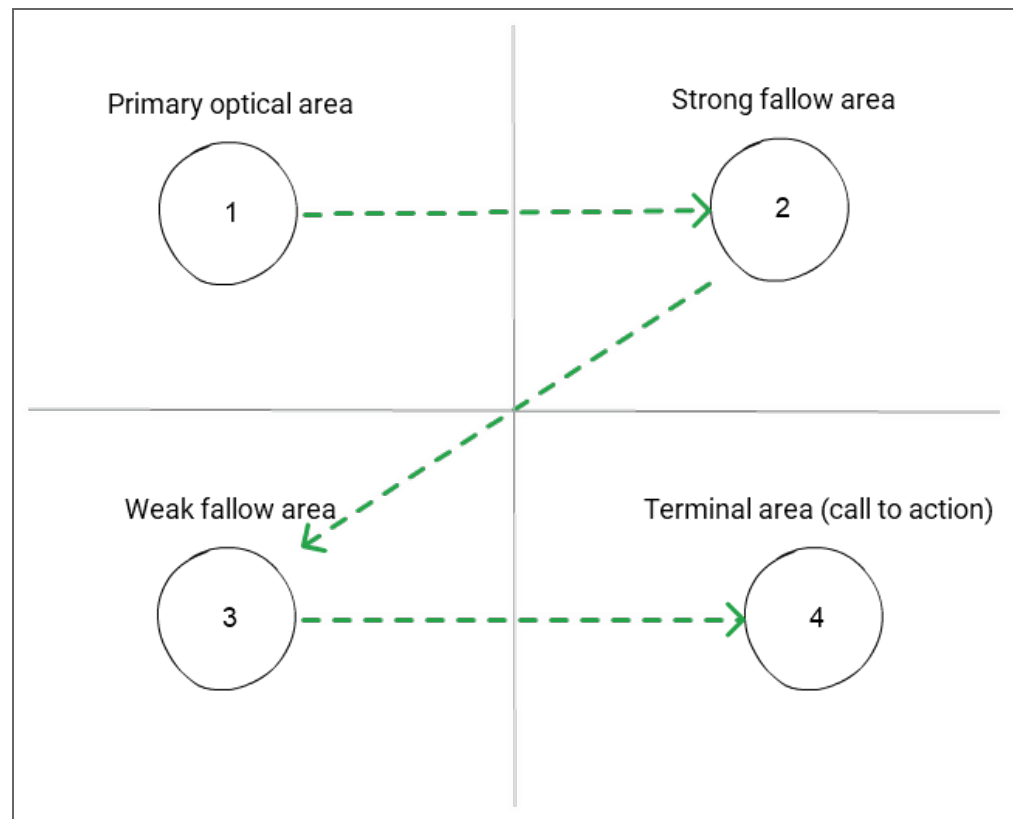 Primary optical area
Strong fallow area
1
2
Weak fallow area
Terminal area (call to action)
3
4